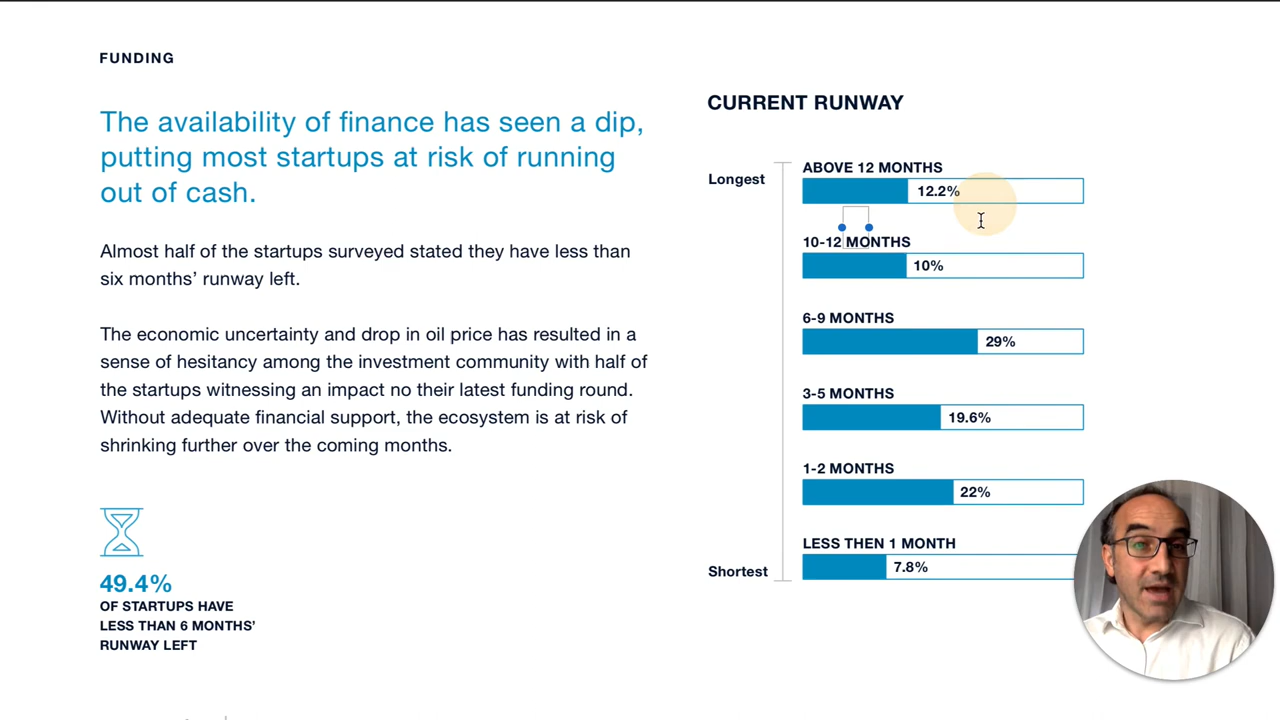 FUNDING
The availability of finance has seen a dip,
putting most startups at risk of running
out of cash.
Almost half of the startups surveyed stated they have less than
six months’ runway left.
The economic uncertainty and drop in oil price has resulted in a
sense of hesitancy among the investment community with half of
the startups witnessing an impact no their latest funding round.
Without adequate financial support, the ecosystem is at risk of
shrinking further over the coming months.
49.4%
OF STARTUPS HAVE
LESS THAN 6 MONTHS’
RUNWAY LEFT
CURRENT RUNWAY
Longest
ABOVE 12 MONTHS
12.2%
10-12 MONTHS
10%
6-9 MONTHS
29%
3-5 MONTHS
19.6%
1-2 MONTHS
22%
LESS THEN 1 MONTH
Shortest
7.8%